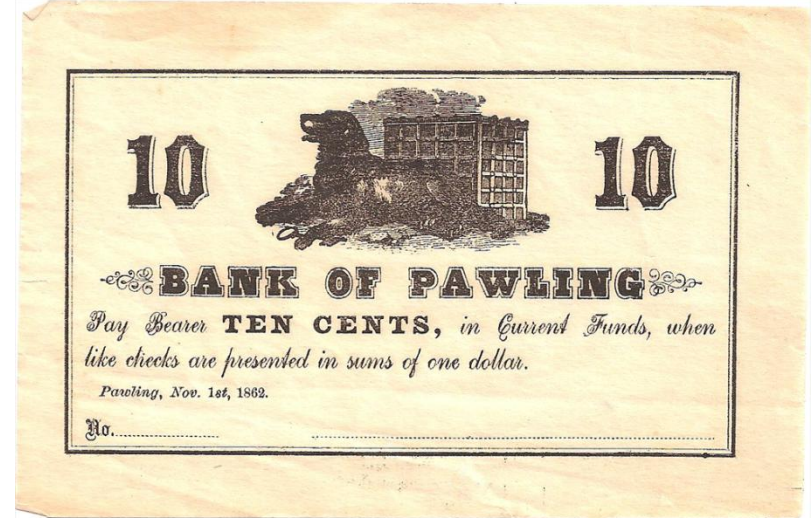 10 10
BANK OF PAWLING
Pay Bearer TEN CENTS, in Current Funds, when
like checks are presented in sums of one dollar.
Pawling, Nov. 1st, 1862.
No.